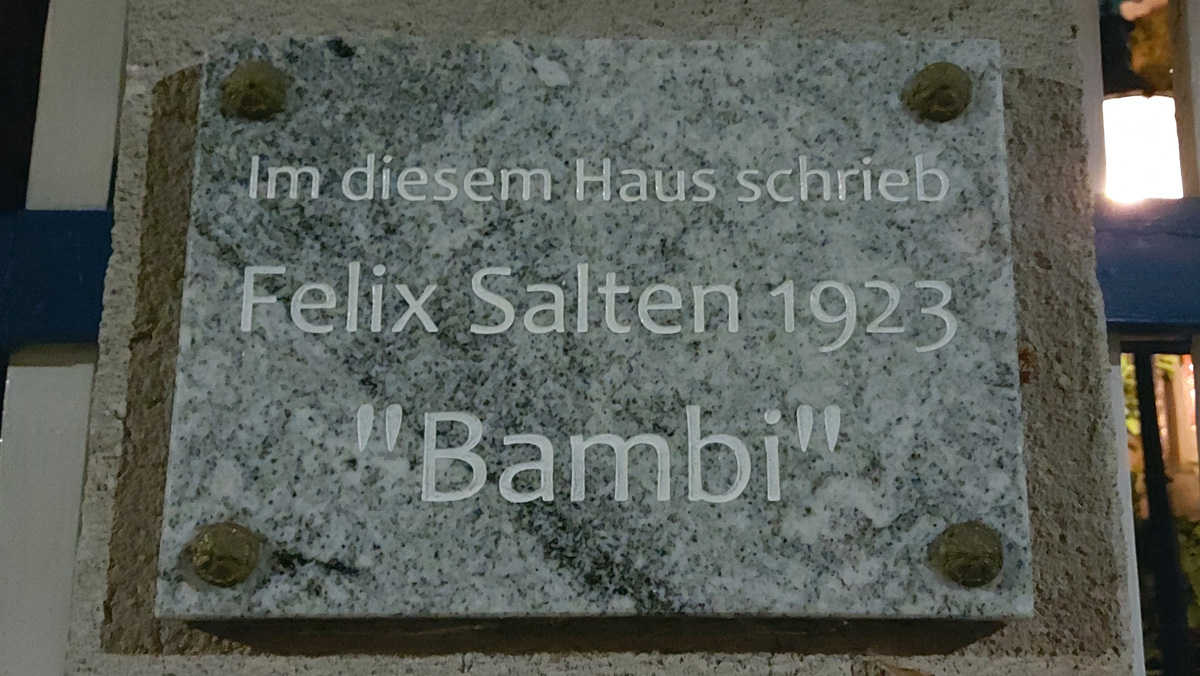 Im diesem Haus schrieb
Felix Salten 1923
"Bambi"